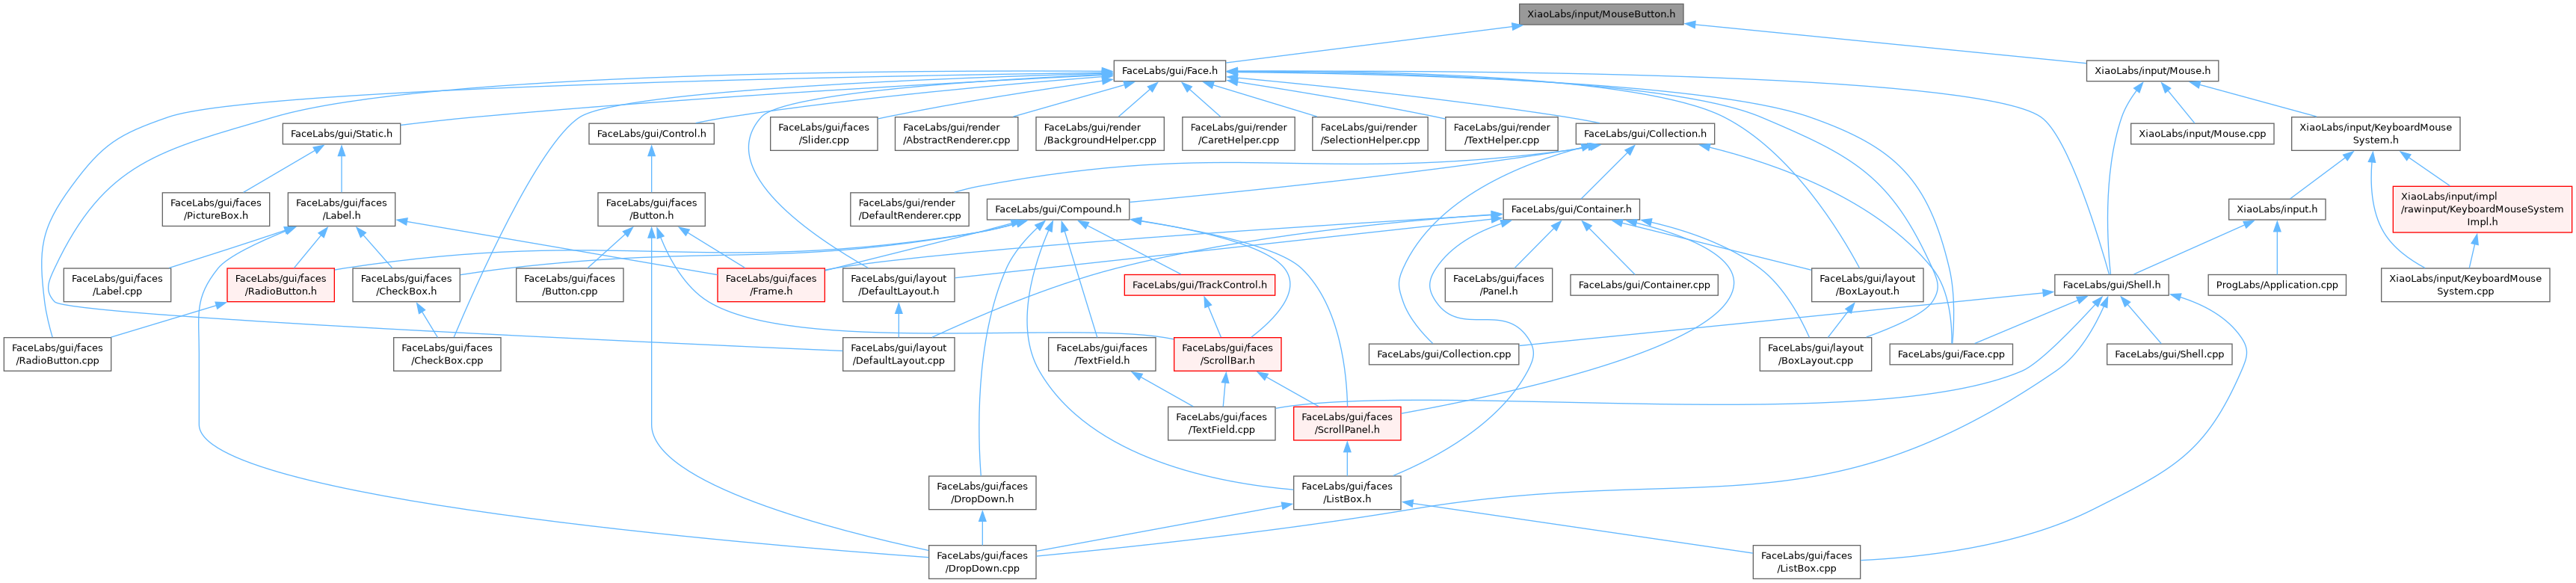 XiaoLabs/input/MouseButton.h
FaceLabs/gui/Face.h
XiaoLabs/input/Mouse.h
FaceLabs/gui/Static.h
FaceLabs/gui/Control.h
FaceLabs/gui/faces
/Slider.cpp
FaceLabs/gui/render
/AbstractRenderer.cpp
FaceLabs/gui/render
/BackgroundHelper.cpp
FaceLabs/gui/render
/CaretHelper.cpp
FaceLabs/gui/render
/SelectionHelper.cpp
FaceLabs/gui/render
/TextHelper.cpp
FaceLabs/gui/Collection.h
XiaoLabs/input/Mouse.cpp
XiaoLabs/input/KeyboardMouse
System.h
FaceLabs/gui/faces
/PictureBox.h
FaceLabs/gui/faces
/Label.h
FaceLabs/gui/faces
/Button.h
FaceLabs/gui/render
/DefaultRenderer.cpp
FaceLabs/gui/Compound.h
FaceLabs/gui/Container.h
XiaoLabs/input.h
XiaoLabs/input/impl
/rawinput/KeyboardMouseSystem
Impl.h
FaceLabs/gui/faces
/Label.cpp
FaceLabs/gui/faces
/RadioButton.h
FaceLabs/gui/faces
/CheckBox.h
FaceLabs/gui/faces
/Button.cpp
FaceLabs/gui/faces
/Frame.h
FaceLabs/gui/layout
/DefaultLayout.h
FaceLabs/gui/TrackControl.h
FaceLabs/gui/faces
/Panel.h
FaceLabs/gui/Container.cpp
FaceLabs/gui/layout
/BoxLayout.h
FaceLabs/gui/Shell.h
ProgLabs/Application.cpp
XiaoLabs/input/KeyboardMouse
System.cpp
FaceLabs/gui/faces
/RadioButton.cpp
FaceLabs/gui/faces
/CheckBox.cpp
FaceLabs/gui/layout
/DefaultLayout.cpp
FaceLabs/gui/faces
/TextField.h
FaceLabs/gui/faces
/ScrollBar.h
FaceLabs/gui/Collection.cpp
FaceLabs/gui/layout
/BoxLayout.cpp
FaceLabs/gui/Face.cpp
FaceLabs/gui/Shell.cpp
FaceLabs/gui/faces
/TextField.cpp
FaceLabs/gui/faces
/ScrollPanel.h
FaceLabs/gui/faces
/DropDown.h
FaceLabs/gui/faces
/ListBox.h
FaceLabs/gui/faces
/DropDown.cpp
FaceLabs/gui/faces
/ListBox.cpp